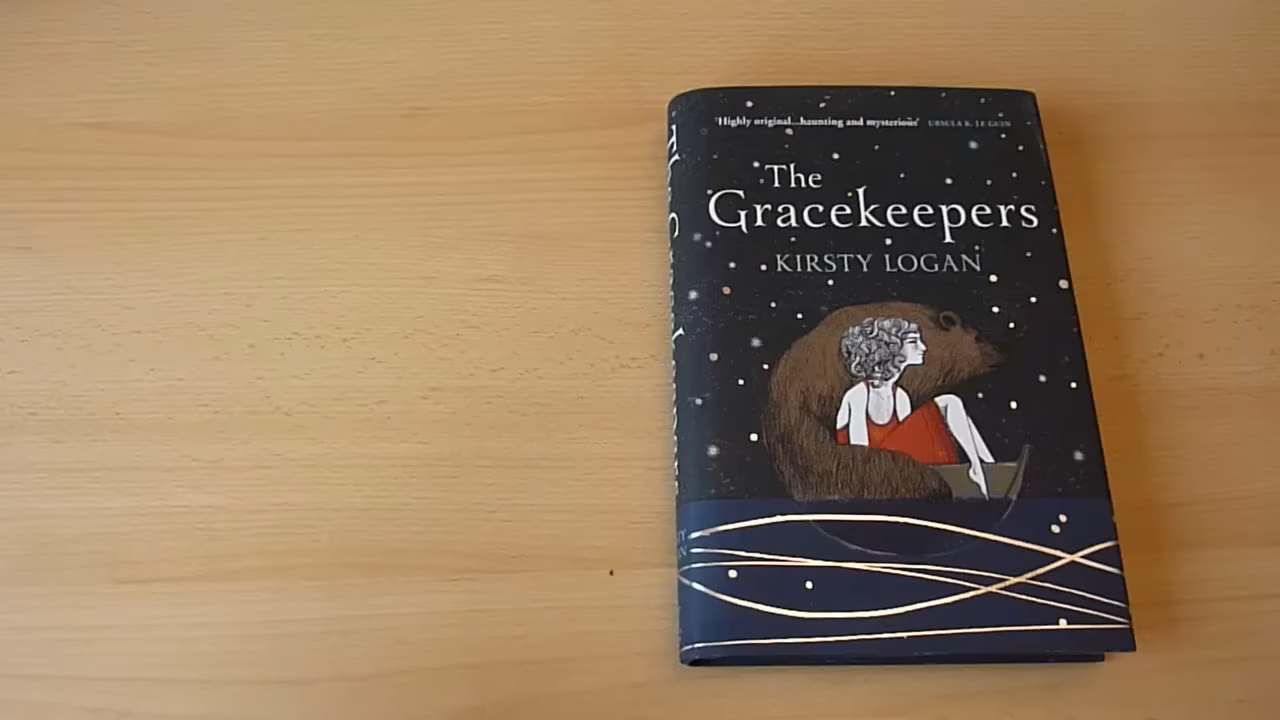 'Highly original...haunting and mysterious' URSULA K. LE GUIN
The
Gracekeepers
KIRSTY LOGAN